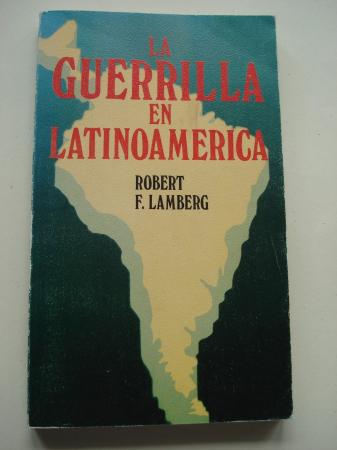 LA
GUERRILLA
EN
LATINOAMERICA
ROBERT
F. LAMBERG